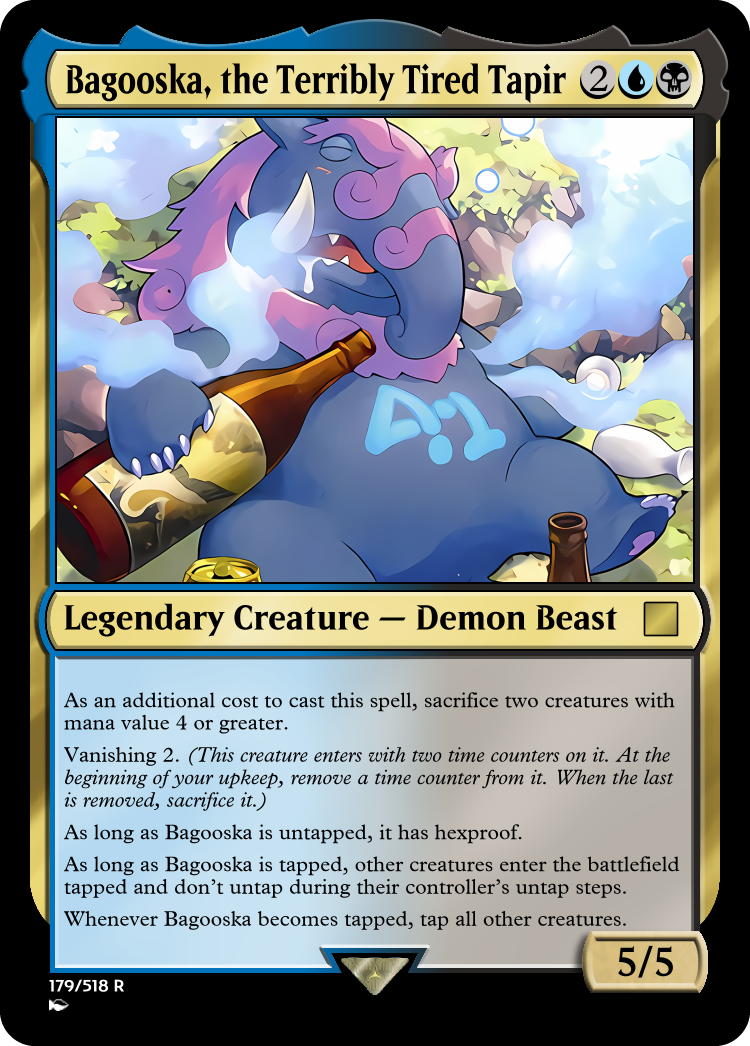 Bagooska, the Terribly Tired Tapir 2
Legendary Creature — Demon Beast
As an additional cost to cast this spell, sacrifice two creatures with
mana value 4 or greater.
Vanishing 2. (This creature enters with two time counters on it. At the
beginning of your upkeep, remove a time counter from it. When the last
is removed, sacrifice it.)
As long as Bagooska is untapped, it has hexproof.
As long as Bagooska is tapped, other creatures enter the battlefield
tapped and don't untap during their controller's untap steps.
Whenever Bagooska becomes tapped, tap all other creatures.
5/5
179/518 R